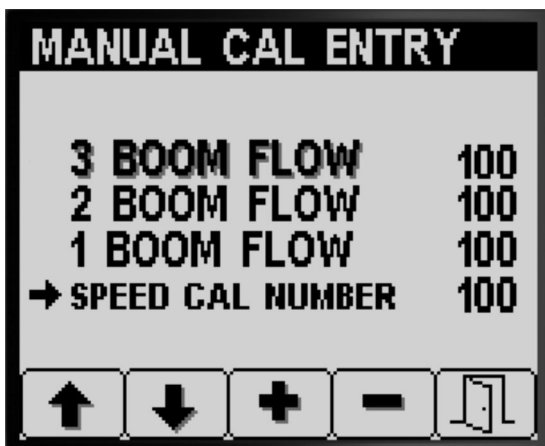 MANUAL CAL ENTRY
3 BOOM FLOW 100
2 BOOM FLOW 100
1 BOOM FLOW 100
SPEED CAL NUMBER 100